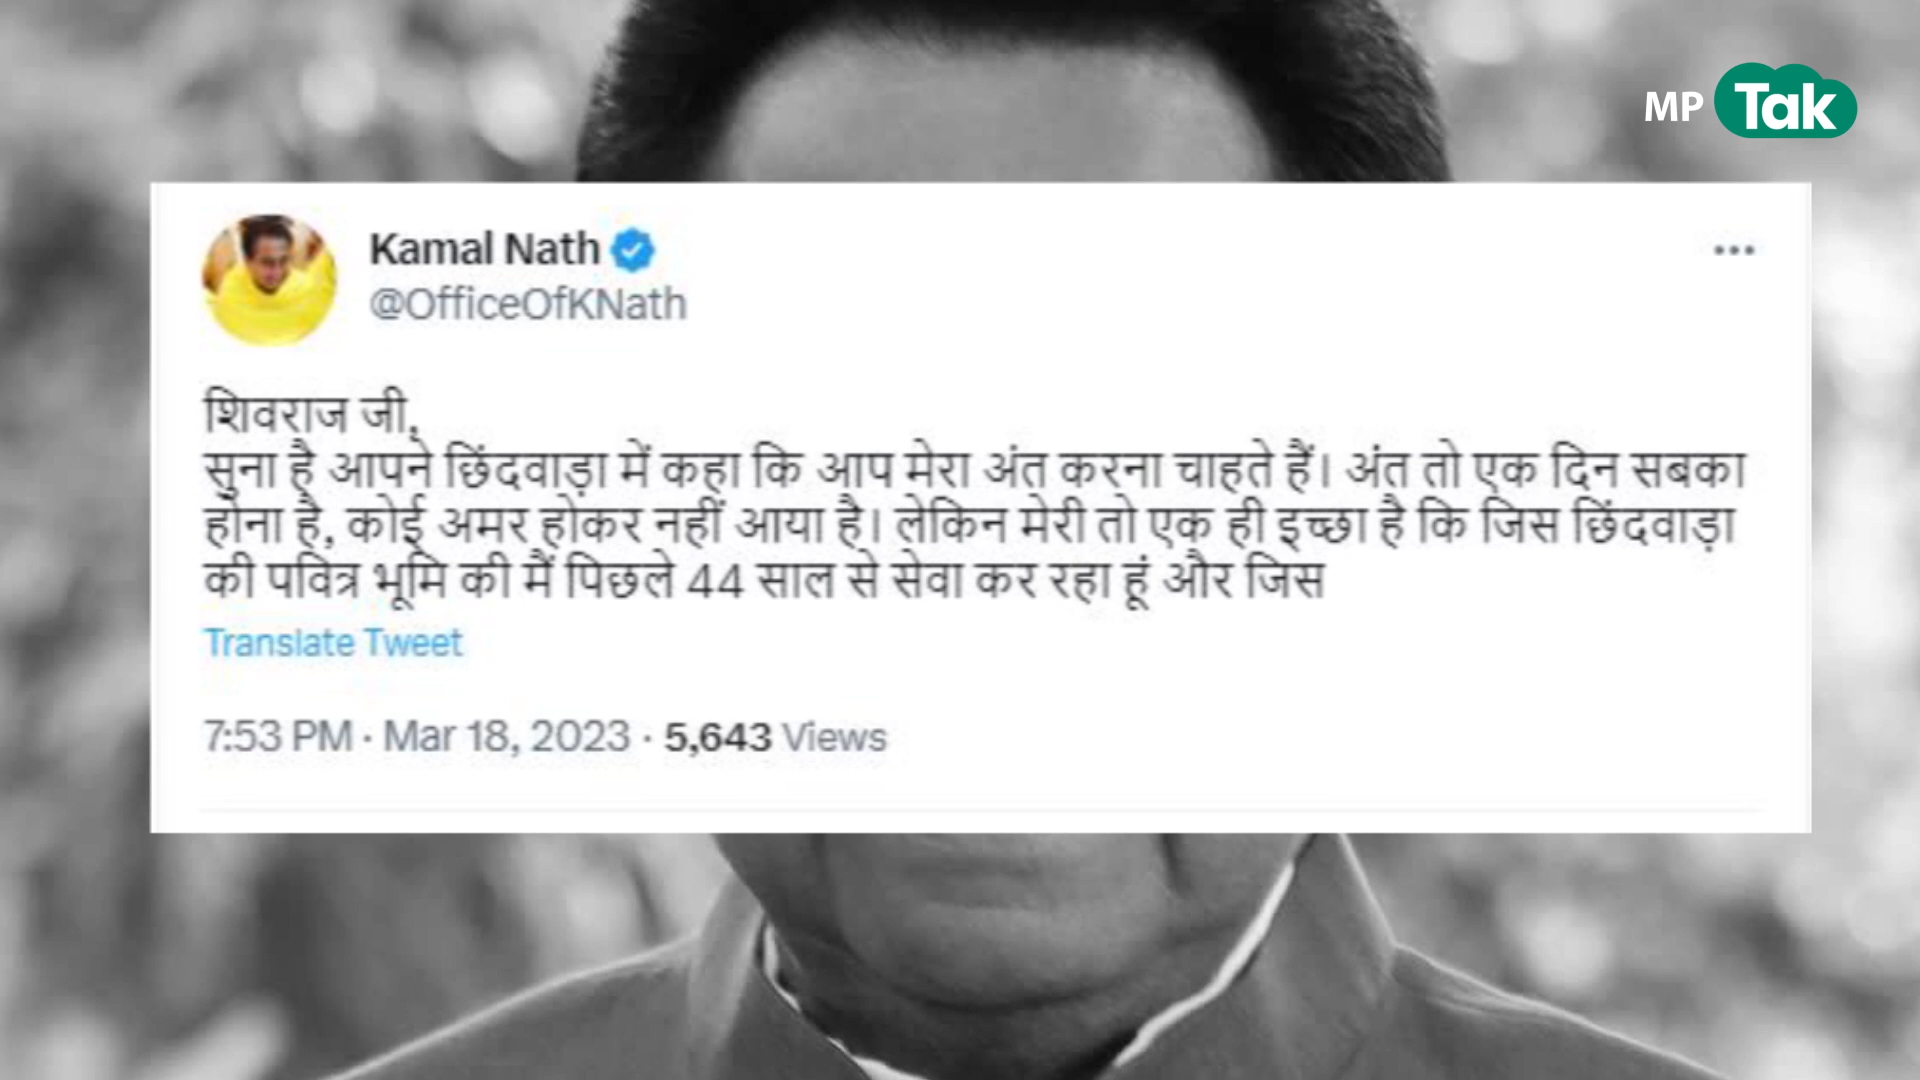 MP Tak
Kamal Nath
@OfficeOfKNath
शिवराज जी,
सुना है आपने छिंदवाड़ा में कहा कि आप मेरा अंत करना चाहते हैं। अंत तो एक दिन सबका
होना है, कोई अमर होकर नहीं आया है। लेकिन मेरी तो एक ही इच्छा है कि जिस छिंदवाड़ा
की पवित्र भूमि की मैं पिछले 44 साल से सेवा कर रहा हूं और जिस
Translate Tweet
7:53 PM · Mar 18, 2023 · 5,643 Views